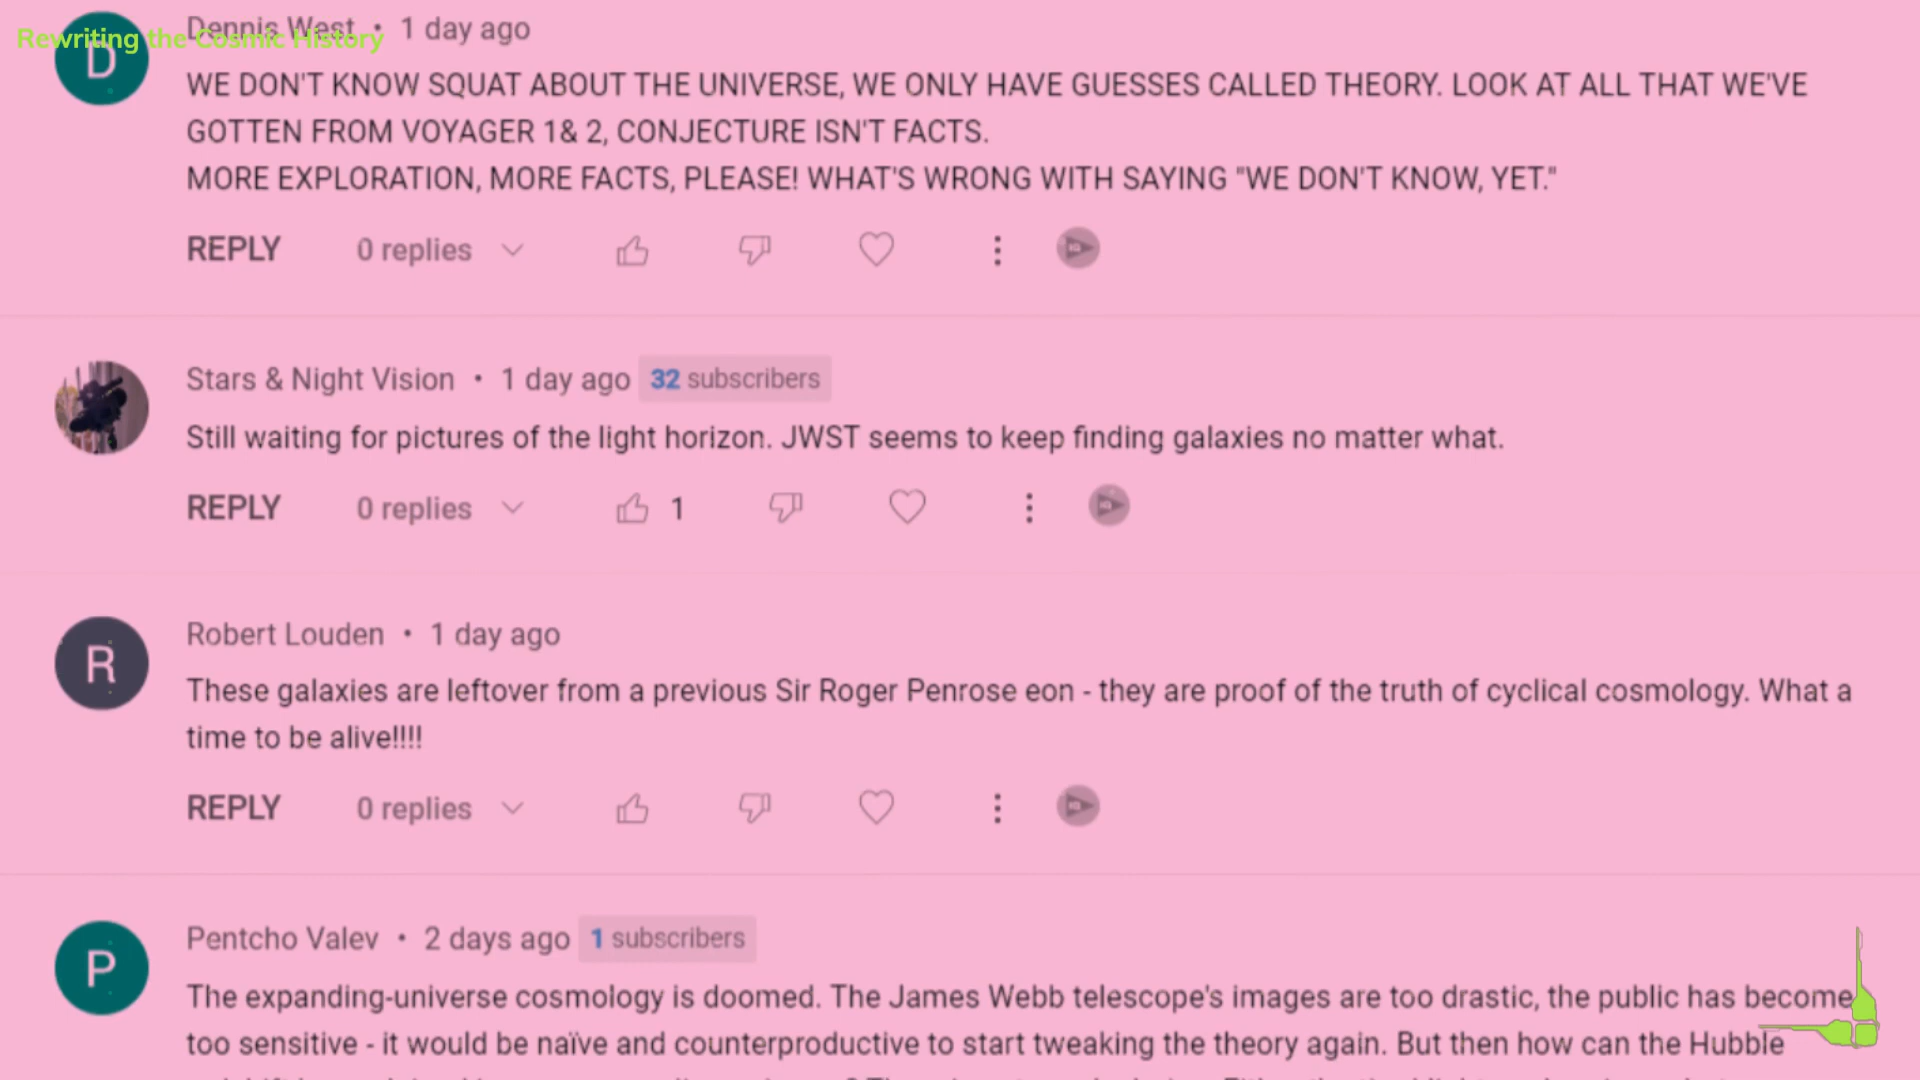 Rewriting the Cosmic History
Dennis West • 1 day ago
D
WE DON'T KNOW SQUAT ABOUT THE UNIVERSE, WE ONLY HAVE GUESSES CALLED THEORY. LOOK AT ALL THAT WE'VE
GOTTEN FROM VOYAGER 1& 2, CONJECTURE ISN'T FACTS.
MORE EXPLORATION, MORE FACTS, PLEASE! WHAT'S WRONG WITH SAYING "WE DON'T KNOW, YET."
REPLY 0 replies
Stars & Night Vision • 1 day ago 32 subscribers
Still waiting for pictures of the light horizon. JWST seems to keep finding galaxies no matter what.
REPLY 0 replies 1
Robert Louden • 1 day ago
R
These galaxies are leftover from a previous Sir Roger Penrose eon - they are proof of the truth of cyclical cosmology. What a
time to be alive!!!!
REPLY 0 replies
Pentcho Valev • 2 days ago 1 subscribers
P
The expanding-universe cosmology is doomed. The James Webb telescope's images are too drastic, the public has become
too sensitive - it would be naïve and counterproductive to start tweaking the theory again. But then how can the Hubble